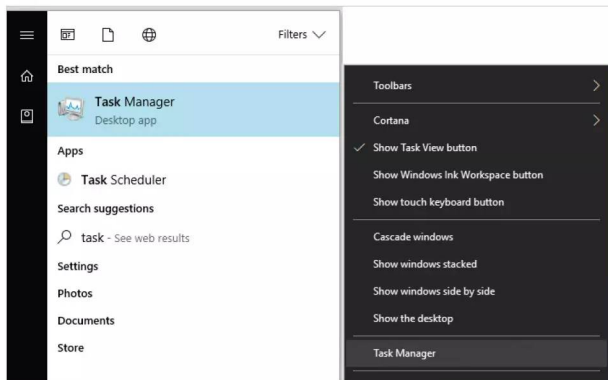 Filters
Best match
Task Manager
Desktop app
Apps
Task Scheduler
Search suggestions
task - See web results
Settings
Photos
Documents
Store
Toolbars
Cortana
Show Task View button
Show Windows Ink Workspace button
Show touch keyboard button
Cascade windows
Show windows stacked
Show windows side by side
Show the desktop
Task Manager